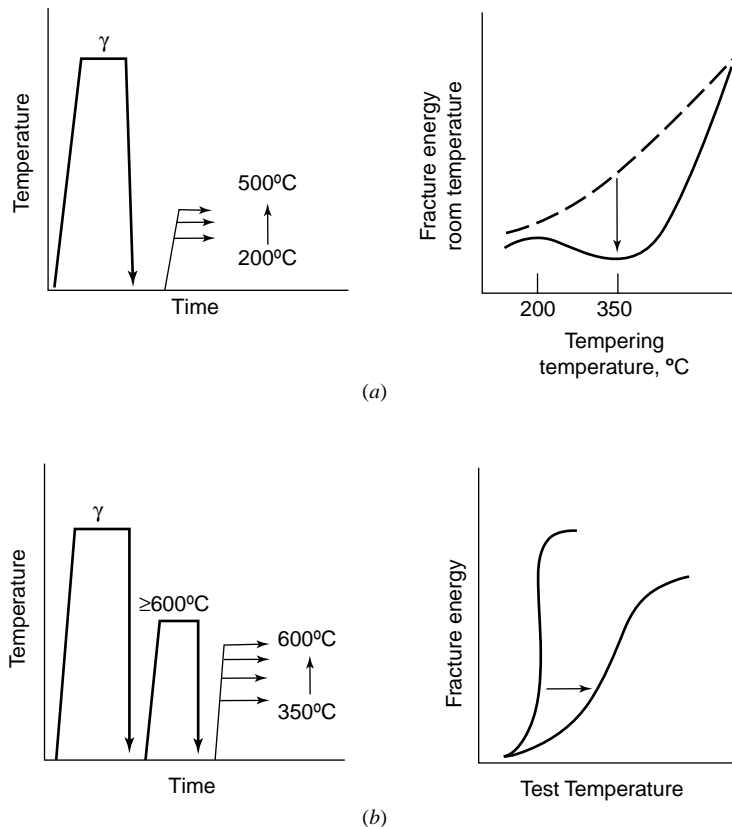 γ
Temperature
500ºC
200ºC
Time
Fracture energy
room temperature
200
350
Tempering
temperature, ºC
(a)
γ
Temperature
≥600ºC
600ºC
350ºC
Time
Fracture energy
Test Temperature
(b)